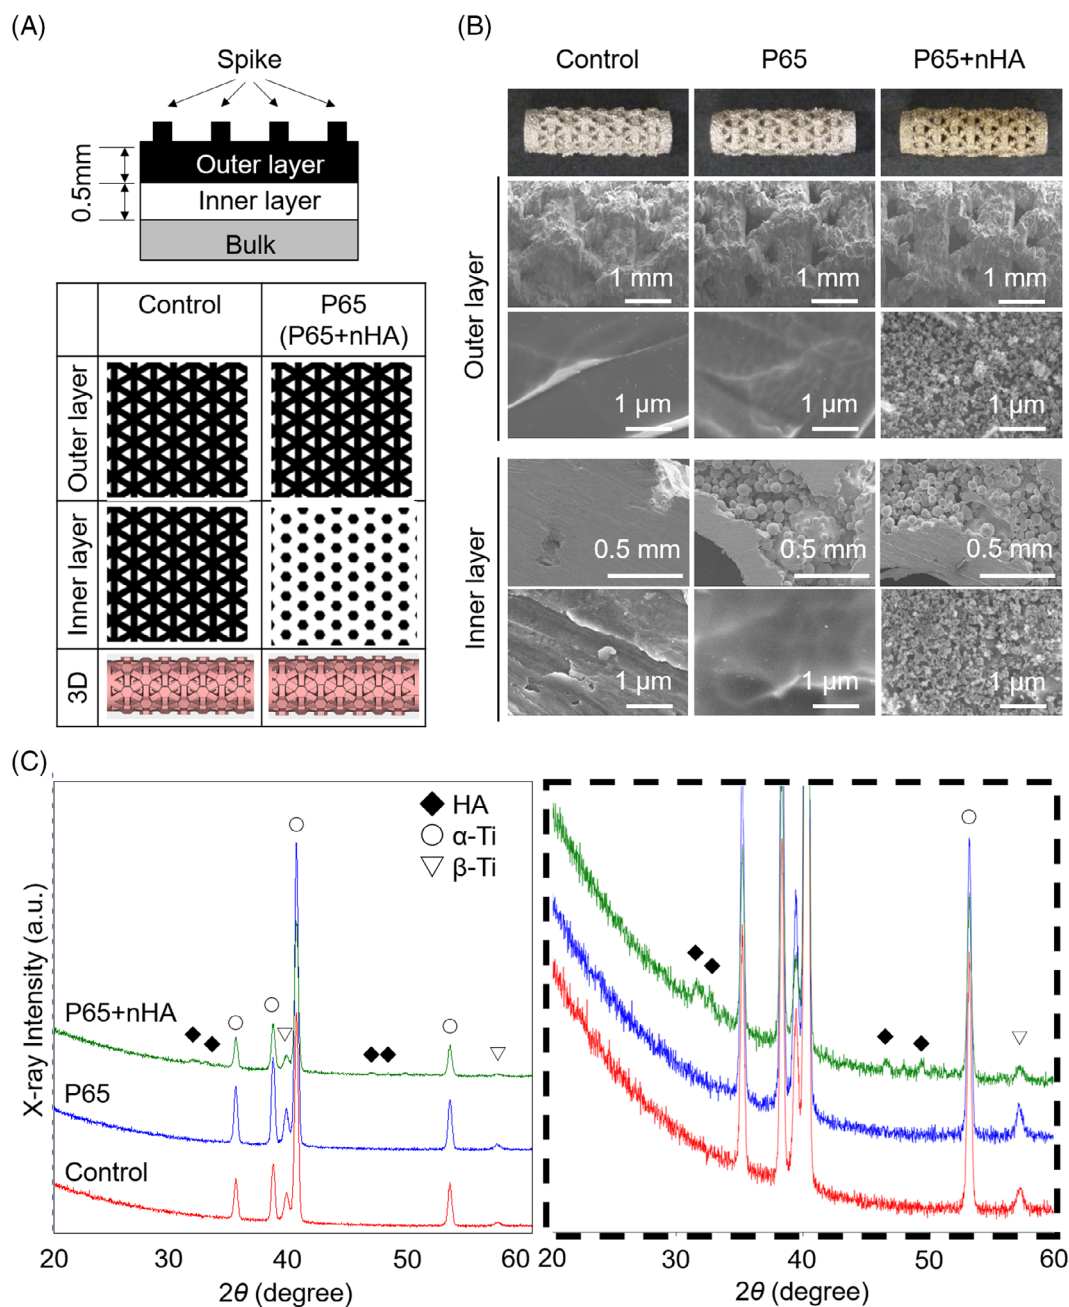 (A)
Spike
0.5mm
Outer layer
Inner layer
Bulk
Control
P65
(P65+nHA)
Outer layer
Inner layer
3D
(B)
Control
P65
P65+nHA
Outer layer
1 mm
1 mm
1 mm
1 µm
1 µm
1 µm
Inner layer
0.5 mm
0.5 mm
0.5 mm
1 µm
1 µm
1 µm
(C)
X-ray Intensity (a.u.)
HA
α-Ti
β-Ti
P65+nHA
P65
Control
20 30 40 50 60
2θ (degree)
20 30 40 50 60
2θ (degree)